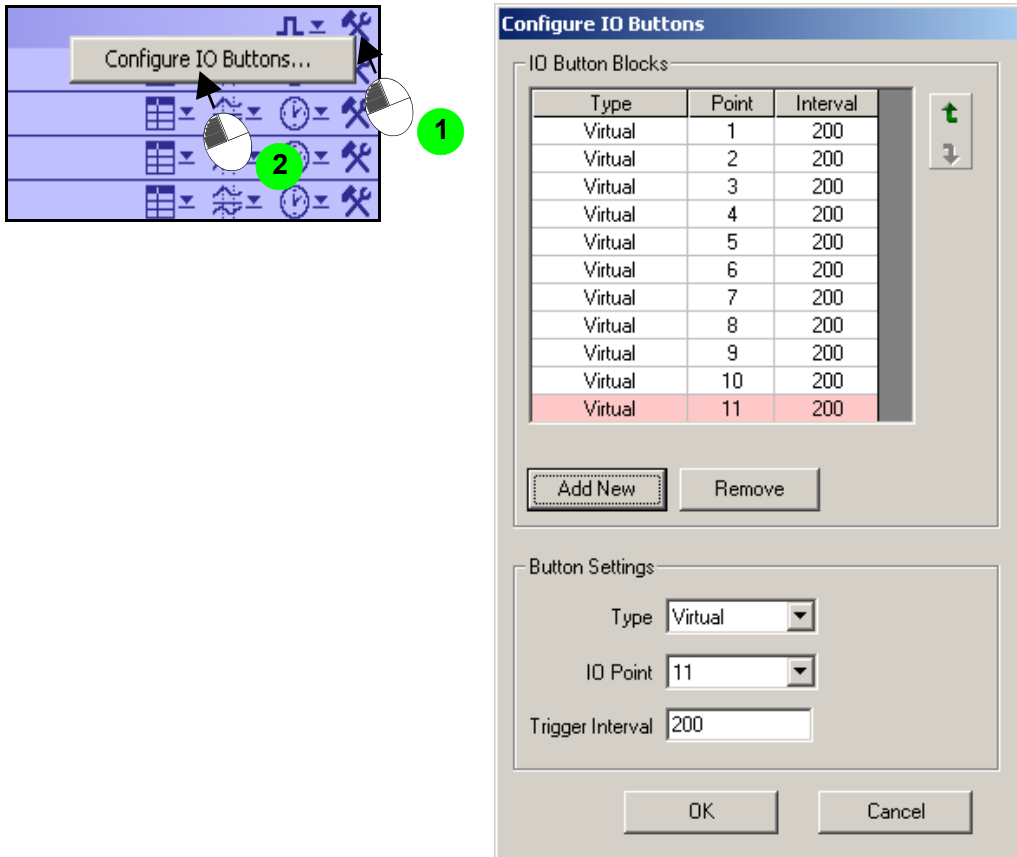 Configure IO Buttons...
1
2
Configure IO Buttons
IO Button Blocks
Type Point Interval
Virtual 1 200
Virtual 2 200
Virtual 3 200
Virtual 4 200
Virtual 5 200
Virtual 6 200
Virtual 7 200
Virtual 8 200
Virtual 9 200
Virtual 10 200
Virtual 11 200
Add New Remove
Button Settings
Type Virtual
IO Point 11
Trigger Interval 200
OK Cancel